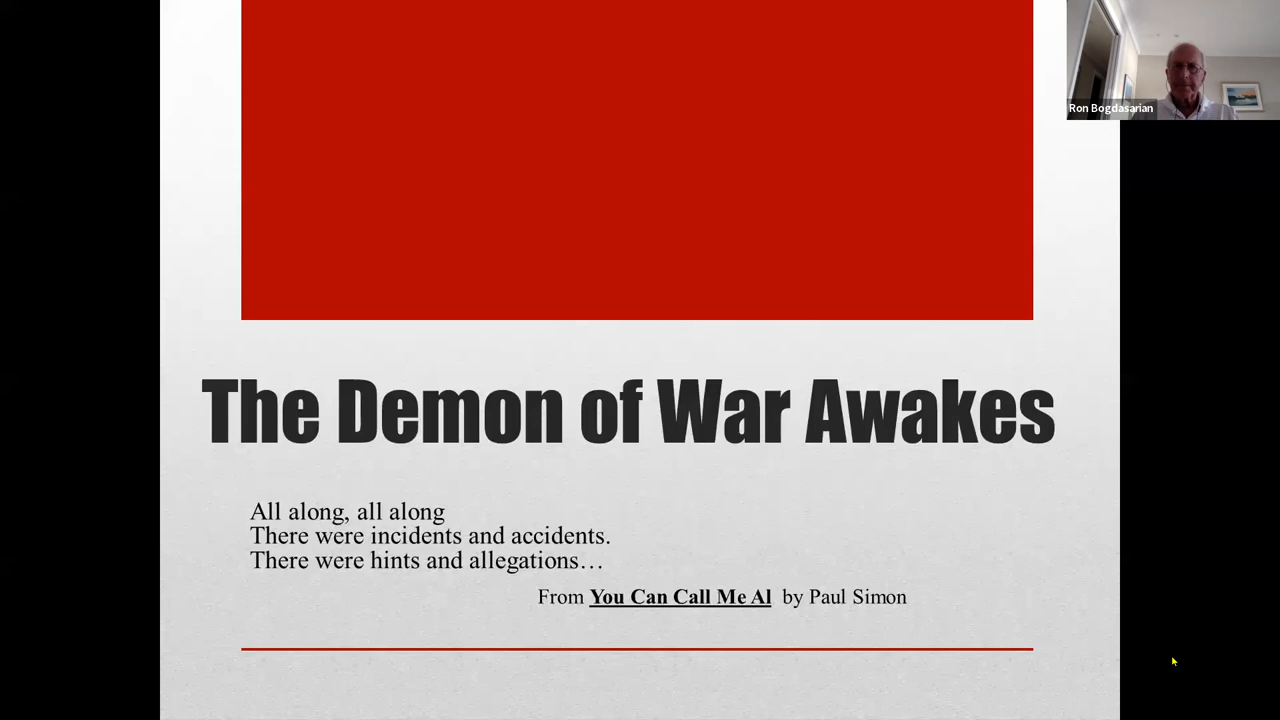 Ron Bogdasarian
The Demon of War Awakes
All along, all along
There were incidents and accidents.
There were hints and allegations…
From You Can Call Me Al by Paul Simon